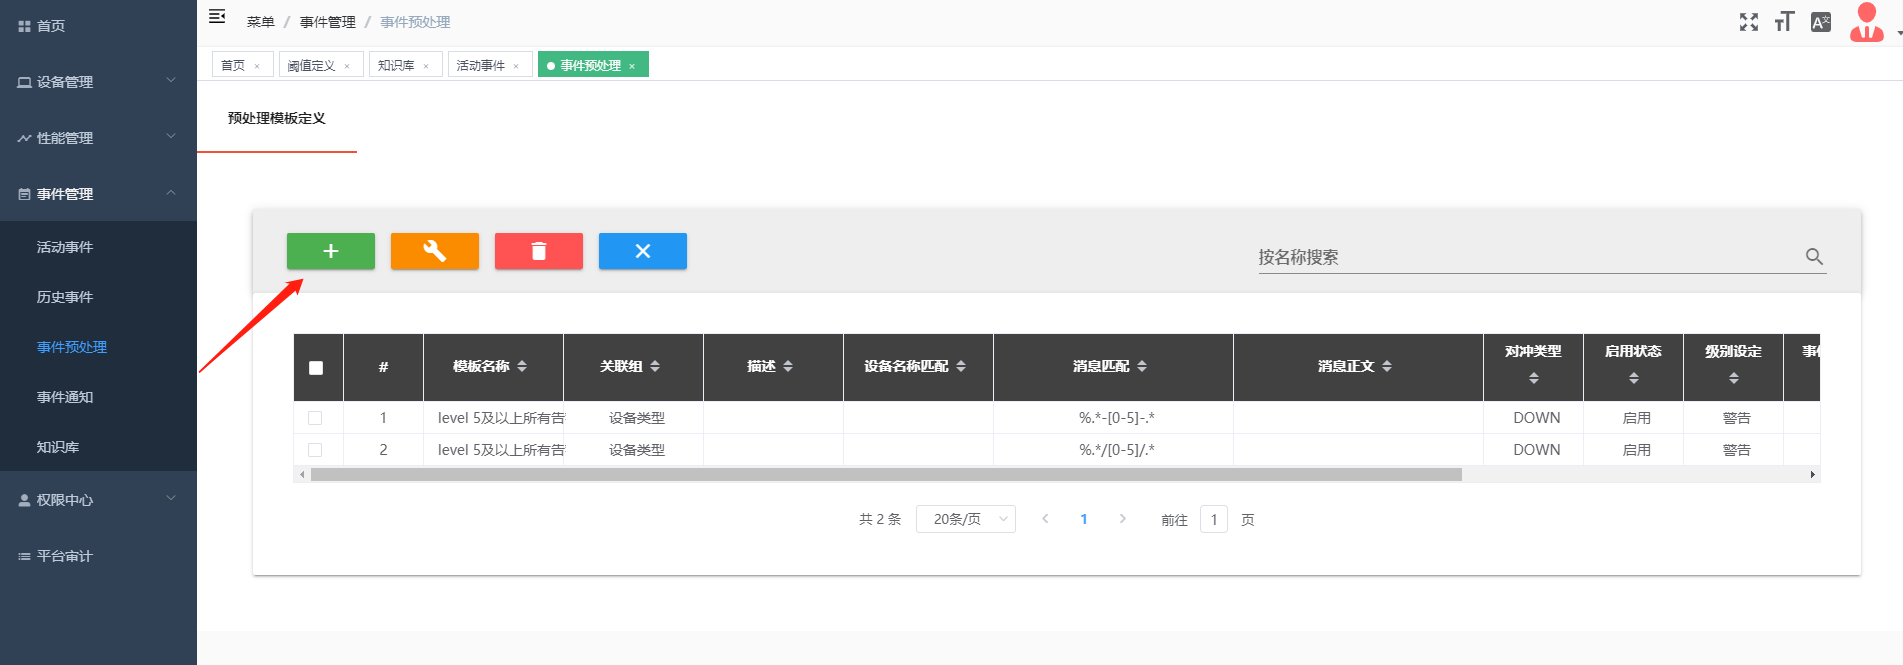 首页
设备管理
性能管理
事件管理
活动事件
历史事件
事件预处理
事件通知
知识库
权限中心
平台审计
菜单 / 事件管理 / 事件预处理
首页 × 阈值定义 × 知识库 × 活动事件 × 事件预处理 ×
预处理模板定义
按名称搜索
# 模板名称 关联组 描述 设备名称匹配 消息匹配 消息正文 对冲类型 启用状态 级别设定 事
1 level 5及以上所有告 设备类型 %.*-[0-5]-.* DOWN 启用 警告
2 level 5及以上所有告 设备类型 %.*/[0-5]/.* DOWN 启用 警告
共 2 条 20条/页 1 前往 1 页